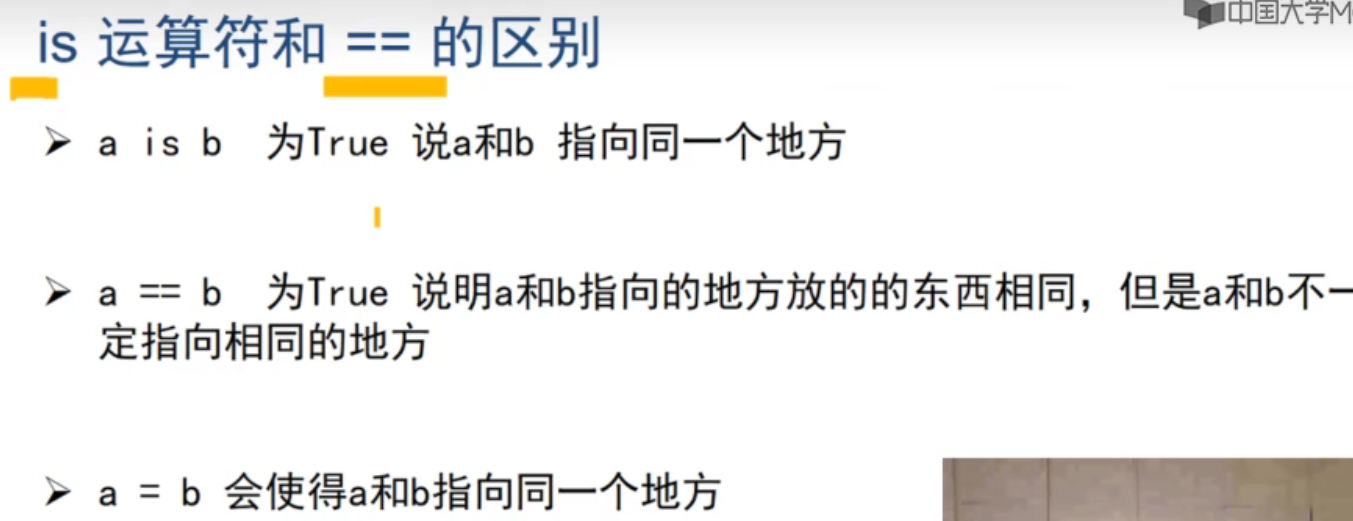 中国大学M
is 运算符和 == 的区别
➢ a is b 为True 说a和b 指向同一个地方
➢ a == b 为True 说明a和b指向的地方放的的东西相同，但是a和b不一
定指向相同的地方
➢ a = b 会使得a和b指向同一个地方